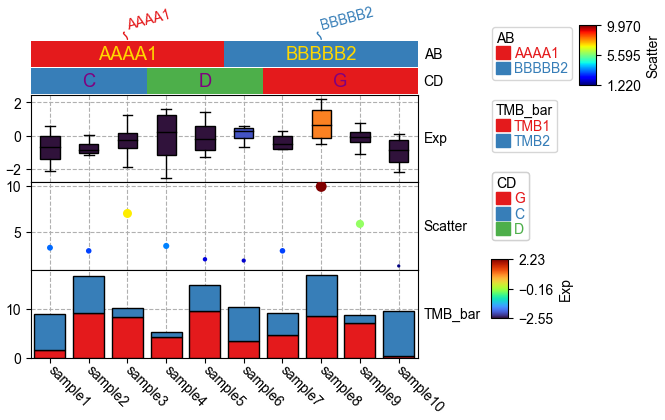 AAAA1 BBBBB2
AAAA1 BBBBB2 AB
C D G CD
2
0
−2
Exp
10
5
Scatter
10
0
TMB_bar
sample1 sample2 sample3 sample4 sample5 sample6 sample7 sample8 sample9 sample10
AB
AAAA1
BBBBB2
9.970
5.595
1.220
Scatter
TMB_bar
TMB1
TMB2
CD
G
C
D
2.23
−0.16
−2.55
Exp